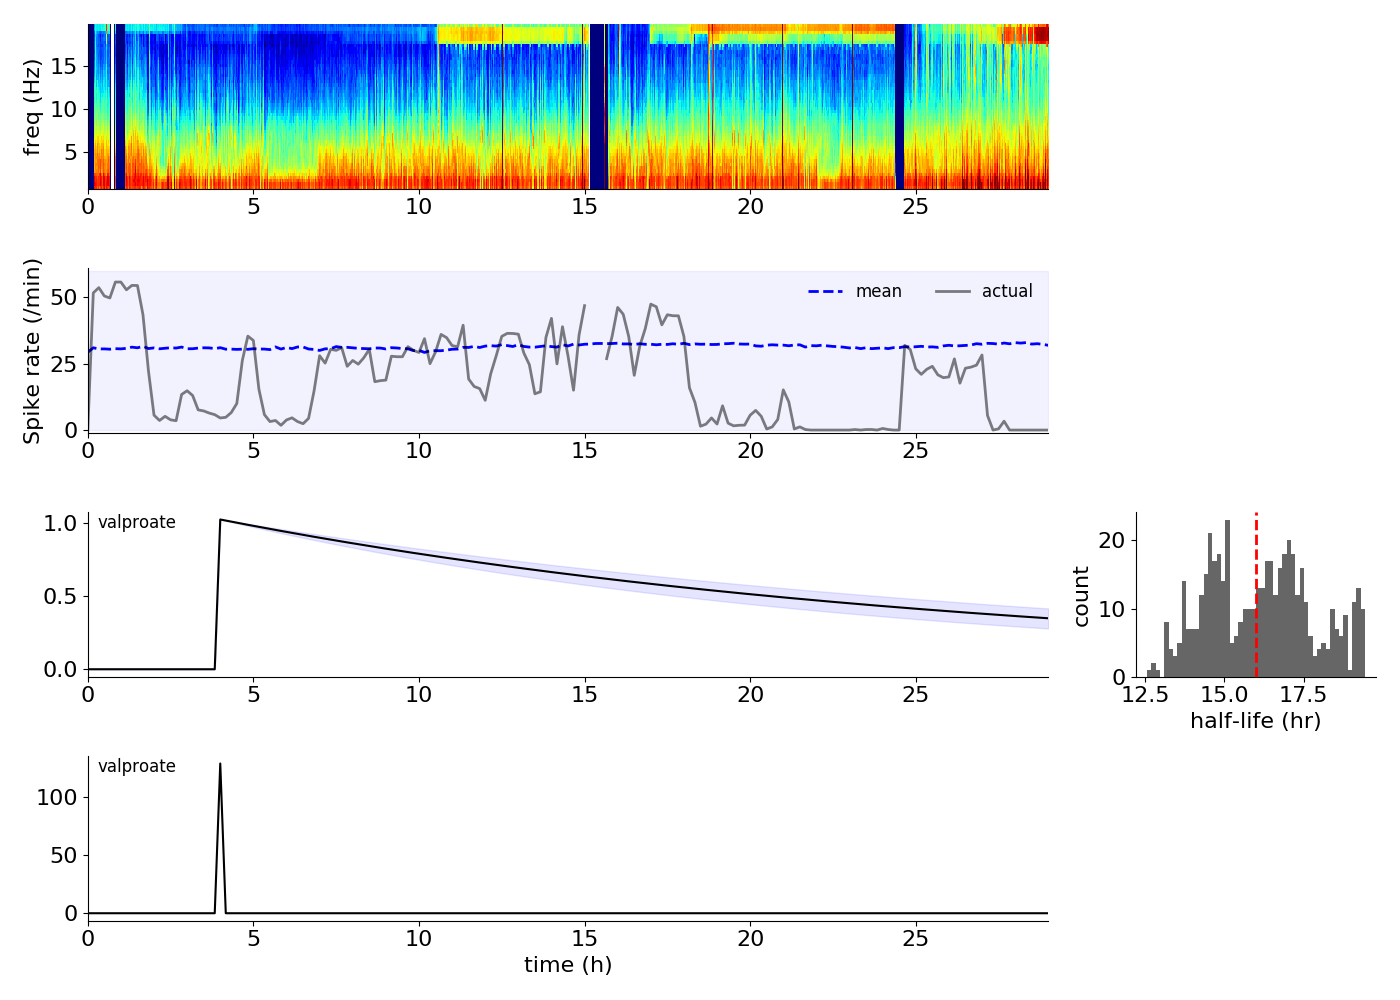 freq (Hz)
15
10
5
0 5 10 15 20 25
Spike rate (/min)
50
25
0
mean actual
0 5 10 15 20 25
valproate
1.0
0.5
0.0
0 5 10 15 20 25
count
20
10
0
12.5 15.0 17.5
half-life (hr)
valproate
100
50
0
0 5 10 15 20 25
time (h)